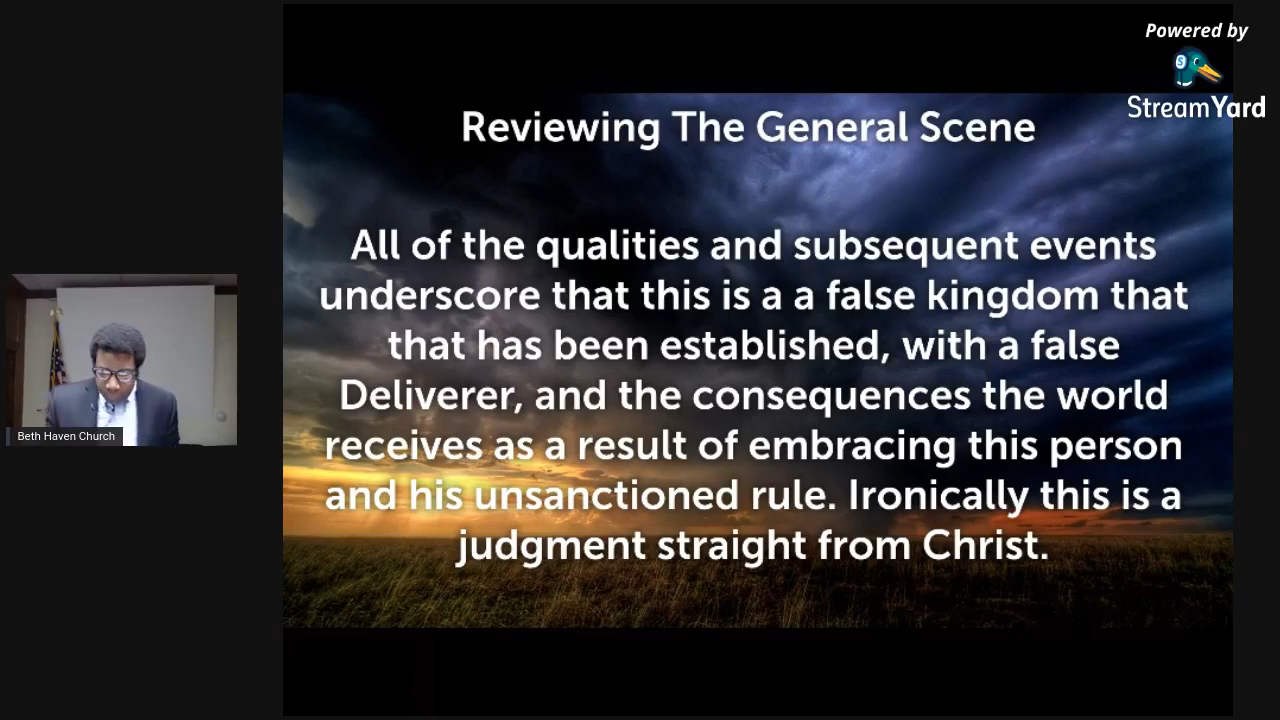 Powered by
StreamYard
Reviewing The General Scene
All of the qualities and subsequent events
underscore that this is a a false kingdom that
that has been established, with a false
Deliverer, and the consequences the world
receives as a result of embracing this person
and his unsanctioned rule. Ironically this is a
judgment straight from Christ.
Beth Haven Church